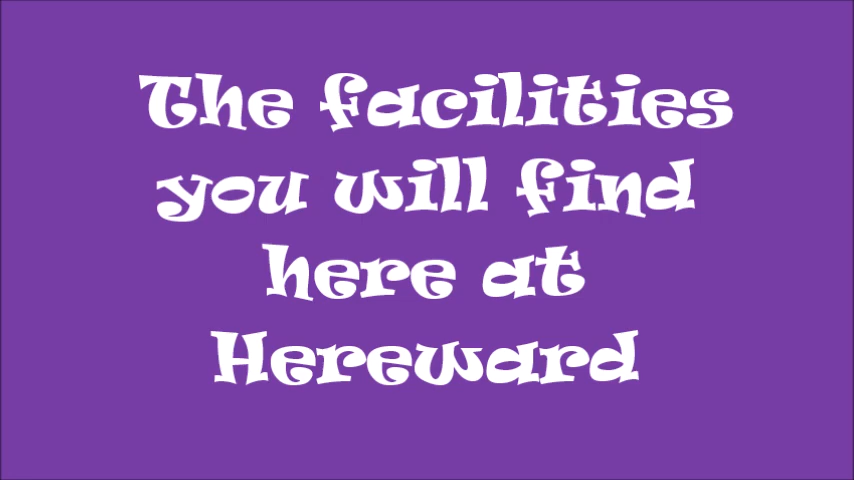 The facilities
you will find
here at
Hereward